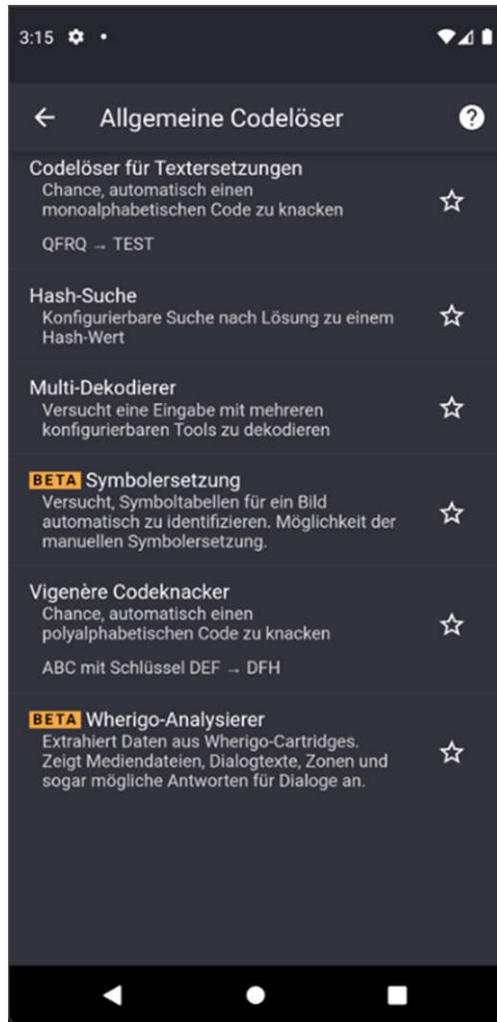 3:15
Allgemeine Codelöser
Codelöser für Textersetzungen
Chance, automatisch einen
monoalphabetischen Code zu knacken
QFRQ → TEST
Hash-Suche
Konfigurierbare Suche nach Lösung zu einem
Hash-Wert
Multi-Dekodierer
Versucht eine Eingabe mit mehreren
konfigurierbaren Tools zu dekodieren
BETA Symbolersetzung
Versucht, Symboltabellen für ein Bild
automatisch zu identifizieren. Möglichkeit der
manuellen Symbolersetzung.
Vigenère Codeknacker
Chance, automatisch einen
polyalphabetischen Code zu knacken
ABC mit Schlüssel DEF → DFH
BETA Wherigo-Analysierer
Extrahiert Daten aus Wherigo-Cartridges.
Zeigt Mediendateien, Dialogtexte, Zonen und
sogar mögliche Antworten für Dialoge an.